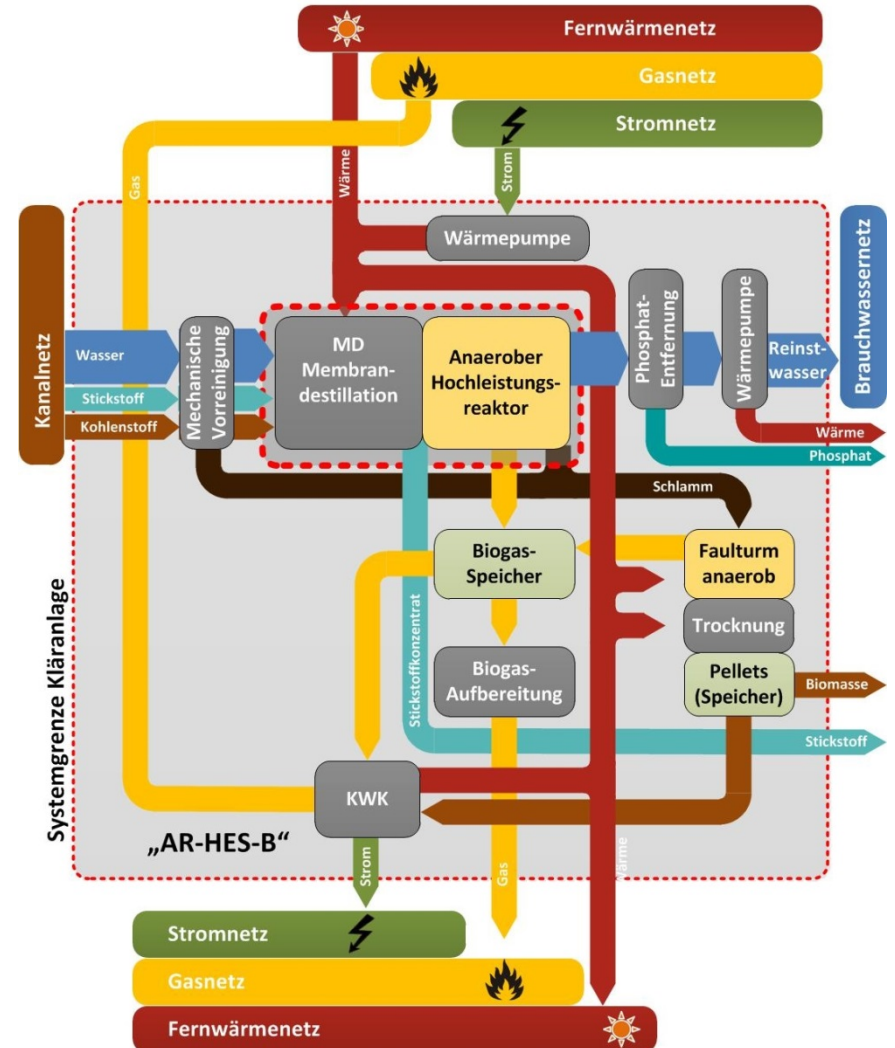 Fernwärmenetz
Gasnetz
Stromnetz
Gas
Wärme
Strom
Wärmepumpe
Kanalnetz
Wasser
Stickstoff
Kohlenstoff
Mechanische
Vorreinigung
MD
Membran-
destillation
Anaerober
Hochleistungs-
reaktor
Phosphat-
Entfernung
Wärmepumpe
Reinst-
wasser
Brauchwassernetz
Wärme
Phosphat
Schlamm
Biogas-
Speicher
Faulturm
anaerob
Trocknung
Pellets
(Speicher)
Biomasse
Biogas-
Aufbereitung
Stickstoffkonzentrat
Stickstoff
Systemgrenze Kläranlage
KWK
„AR-HES-B“
Strom
Gas
Wärme
Stromnetz
Gasnetz
Fernwärmenetz